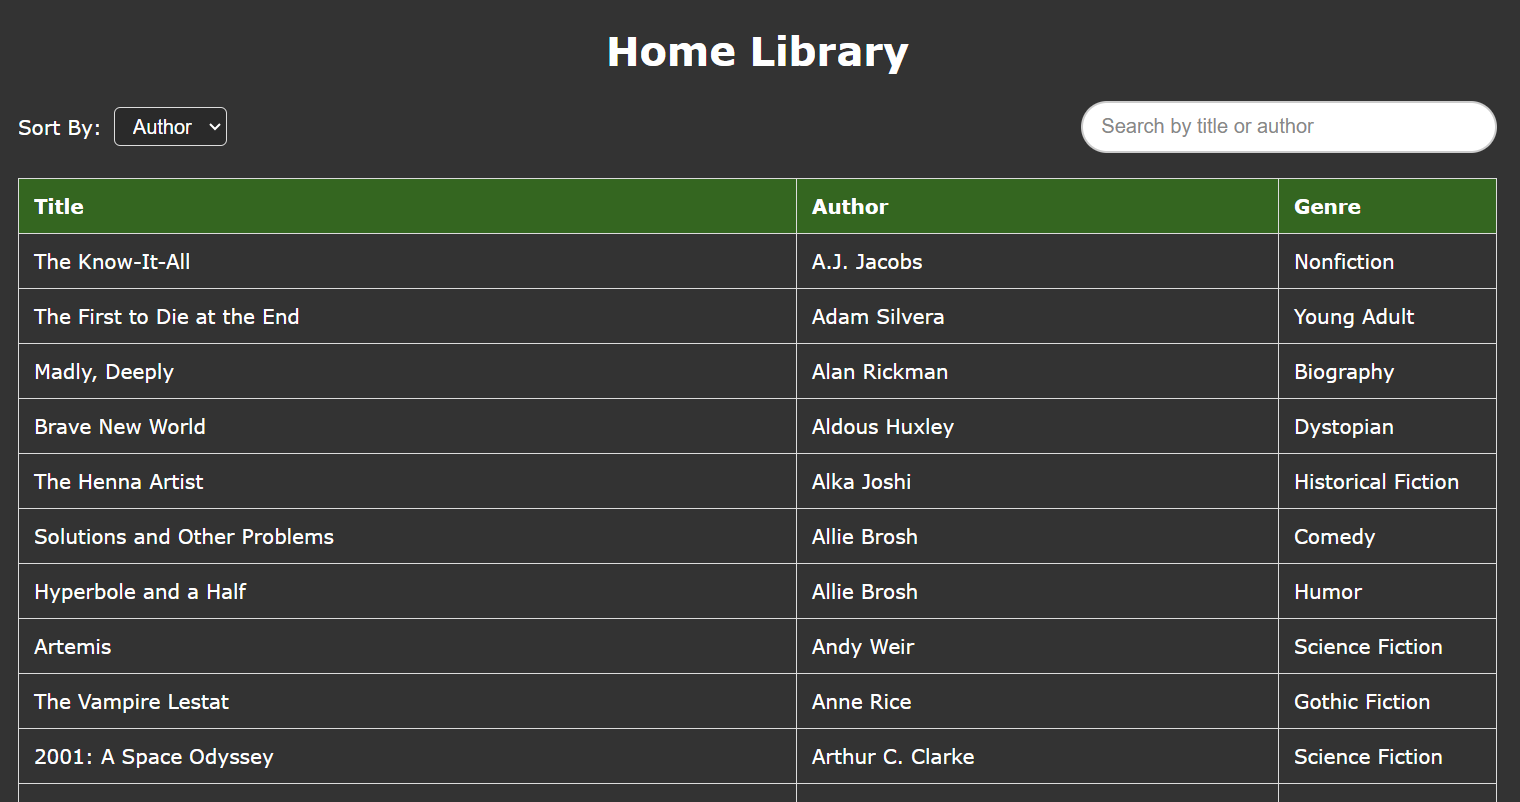 Home Library
Sort By: Author
Search by title or author
Title Author Genre
The Know-It-All A.J. Jacobs Nonfiction
The First to Die at the End Adam Silvera Young Adult
Madly, Deeply Alan Rickman Biography
Brave New World Aldous Huxley Dystopian
The Henna Artist Alka Joshi Historical Fiction
Solutions and Other Problems Allie Brosh Comedy
Hyperbole and a Half Allie Brosh Humor
Artemis Andy Weir Science Fiction
The Vampire Lestat Anne Rice Gothic Fiction
2001: A Space Odyssey Arthur C. Clarke Science Fiction